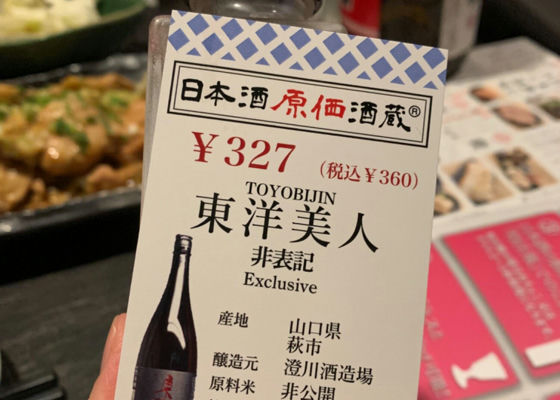 日本酒原価酒蔵®
￥327 (税込￥360)
TOYOBIJIN
東洋美人
非表記
Exclusive
産地 山口県
萩市
醸造元 澄川酒造場
原料米 非公開